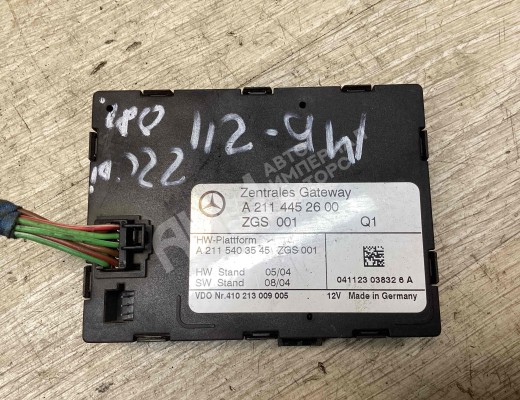 112-9W
Zentrales Gateway
A 211 445 26 00
ZGS 001 Q1
HW-Plattform
A 211 540 35 45 ZGS 001
HW Stand 05/04
SW Stand 08/04
041123 03832 6 A
VDO Nr.410 213 009 005 12V Made in Germany